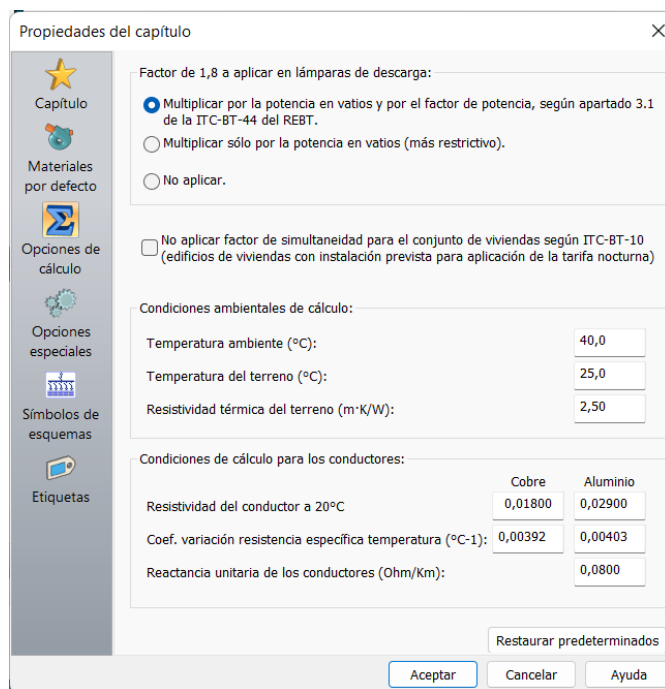 Propiedades del capítulo
Capítulo
Materiales
por defecto
Opciones de
cálculo
Opciones
especiales
Símbolos de
esquemas
Etiquetas
Factor de 1,8 a aplicar en lámparas de descarga:
Multiplicar por la potencia en vatios y por el factor de potencia, según apartado 3.1
de la ITC-BT-44 del REBT.
Multiplicar sólo por la potencia en vatios (más restrictivo).
No aplicar.
No aplicar factor de simultaneidad para el conjunto de viviendas según ITC-BT-10
(edificios de viviendas con instalación prevista para aplicación de la tarifa nocturna)
Condiciones ambientales de cálculo:
Temperatura ambiente (ºC): 40,0
Temperatura del terreno (ºC): 25,0
Resistividad térmica del terreno (m·K/W): 2,50
Condiciones de cálculo para los conductores:
Cobre Aluminio
Resistividad del conductor a 20ºC 0,01800 0,02900
Coef. variación resistencia específica temperatura (ºC-1): 0,00392 0,00403
Reactancia unitaria de los conductores (Ohm/Km): 0,0800
Restaurar predeterminados
Aceptar Cancelar Ayuda